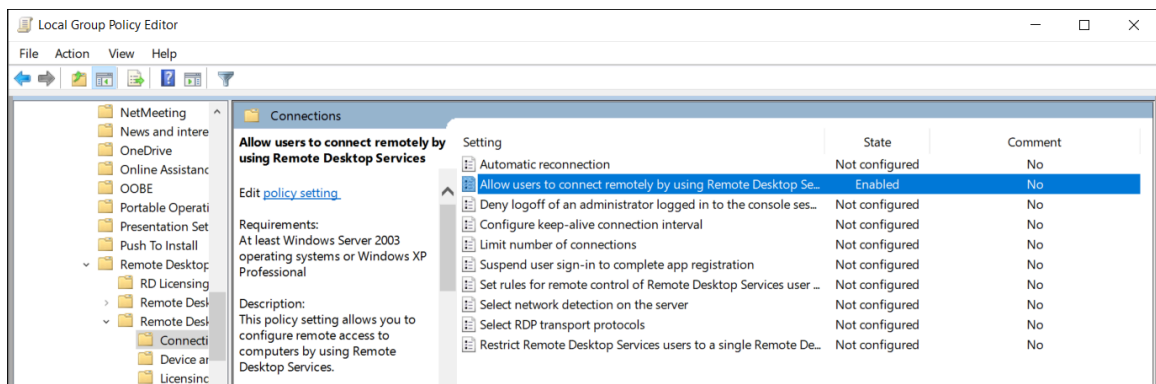 Local Group Policy Editor
File Action View Help
NetMeeting
News and intere
OneDrive
Online Assistanc
OOBE
Portable Operati
Presentation Set
Push To Install
Remote Desktop
RD Licensing
Remote Desk
Remote Desk
Connecti
Device ar
Licensinc
Connections
Allow users to connect remotely by
using Remote Desktop Services
Edit policy setting
Requirements:
At least Windows Server 2003
operating systems or Windows XP
Professional
Description:
This policy setting allows you to
configure remote access to
computers by using Remote
Desktop Services.
Setting State Comment
Automatic reconnection Not configured No
Allow users to connect remotely by using Remote Desktop Se... Enabled No
Deny logoff of an administrator logged in to the console ses... Not configured No
Configure keep-alive connection interval Not configured No
Limit number of connections Not configured No
Suspend user sign-in to complete app registration Not configured No
Set rules for remote control of Remote Desktop Services user ... Not configured No
Select network detection on the server Not configured No
Select RDP transport protocols Not configured No
Restrict Remote Desktop Services users to a single Remote De... Not configured No